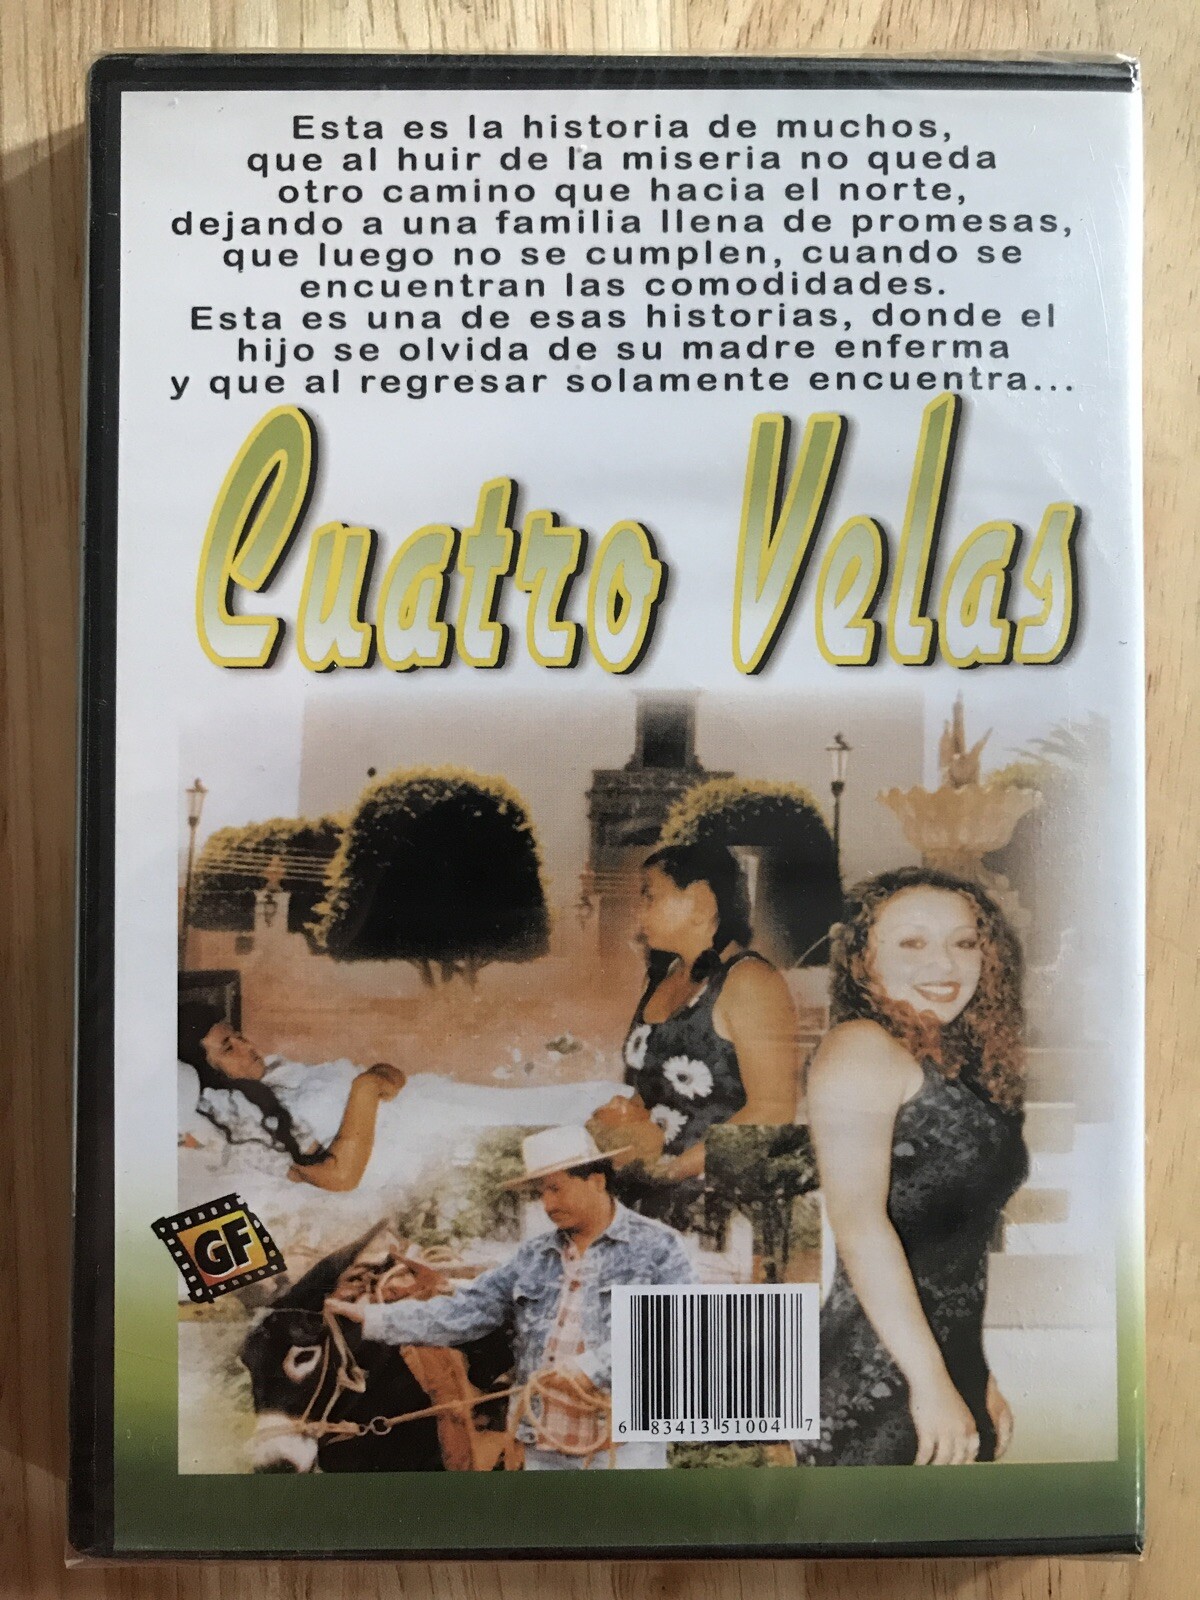 Esta es la historia de muchos,
que al huir de la miseria no queda
otro camino que hacia el norte,
dejando a una familia llena de promesas,
que luego no se cumplen, cuando se
encuentran las comodidades.
Esta es una de esas historias, donde el
hijo se olvida de su madre enferma
y que al regresar solamente encuentra...
Cuatro Velas
GF
6 83413 51004 7